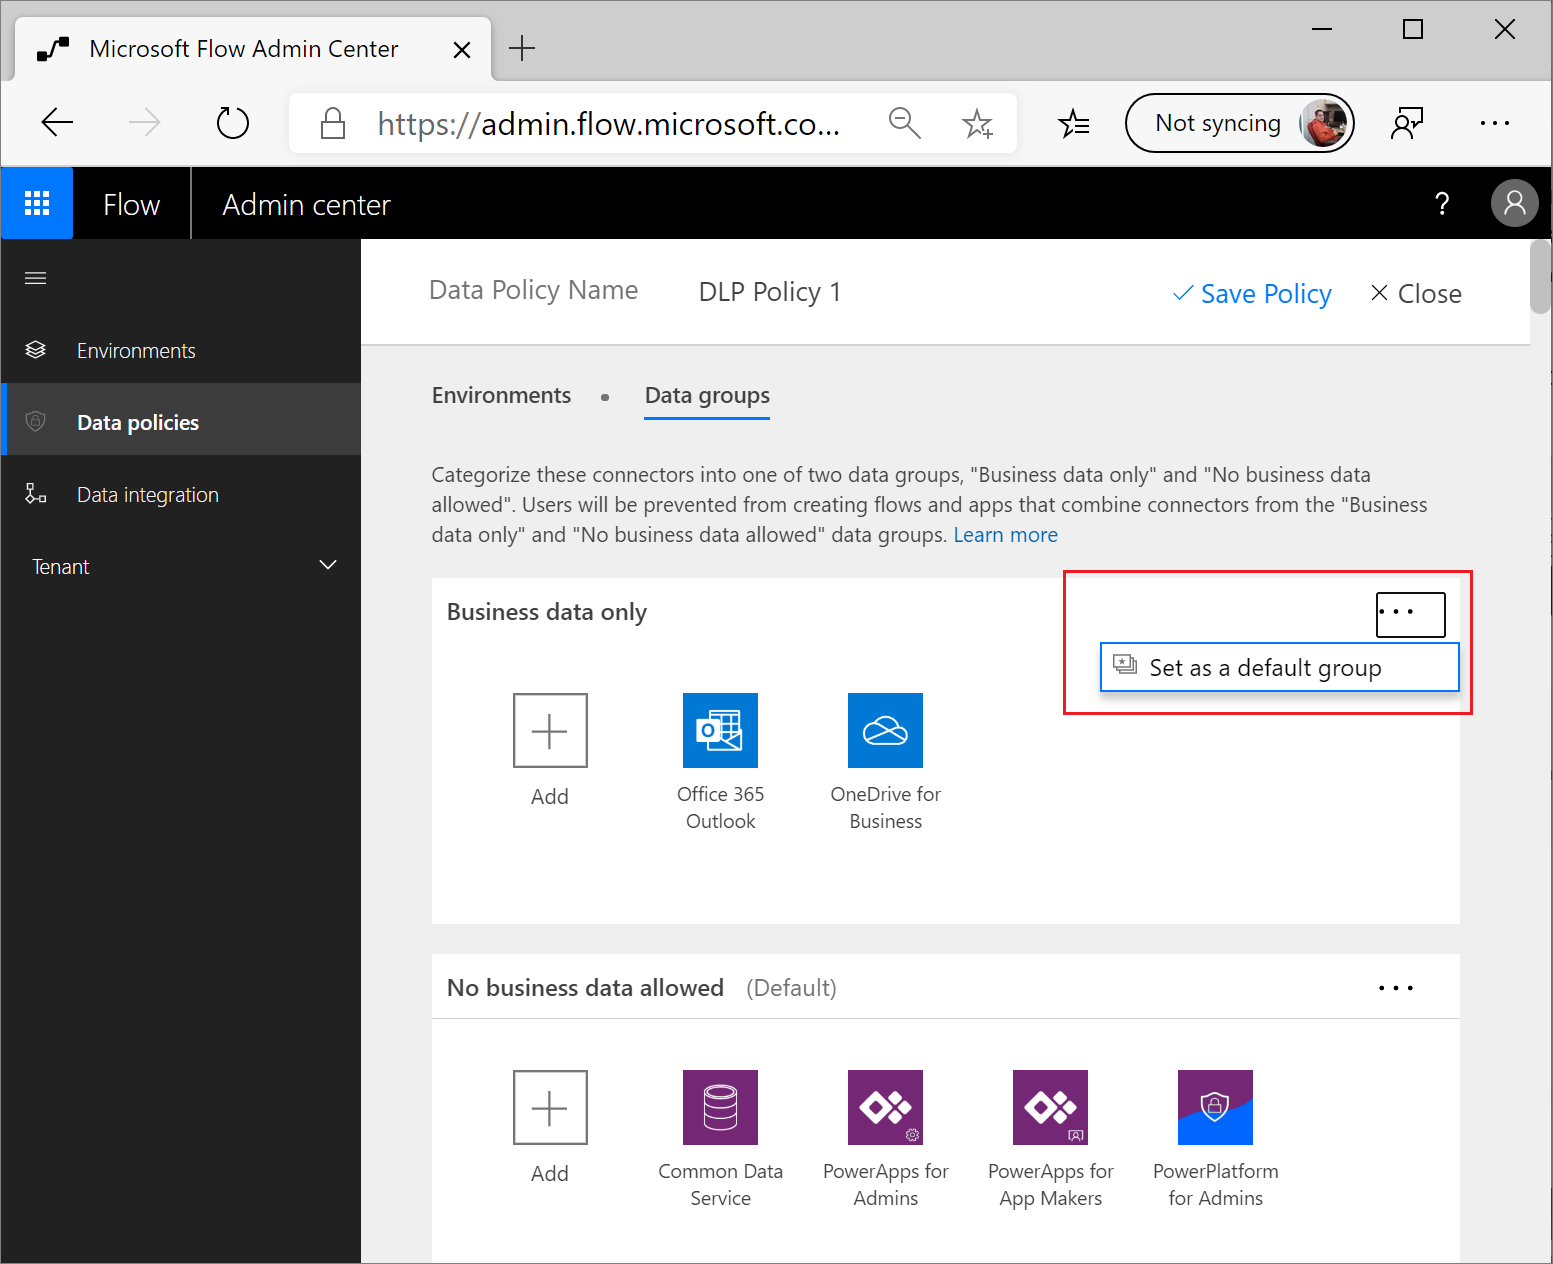 Microsoft Flow Admin Center
https://admin.flow.microsoft.co...
Not syncing
Flow
Admin center
?
Environments
Data policies
Data integration
Tenant
Data Policy Name
DLP Policy 1
Save Policy
Close
Environments
Data groups
Categorize these connectors into one of two data groups, "Business data only" and "No business data
allowed". Users will be prevented from creating flows and apps that combine connectors from the "Business
data only" and "No business data allowed" data groups. Learn more
Business data only
Set as a default group
Add
Office 365
Outlook
OneDrive for
Business
No business data allowed (Default)
Add
Common Data
Service
PowerApps for
Admins
PowerApps for
App Makers
PowerPlatform
for Admins